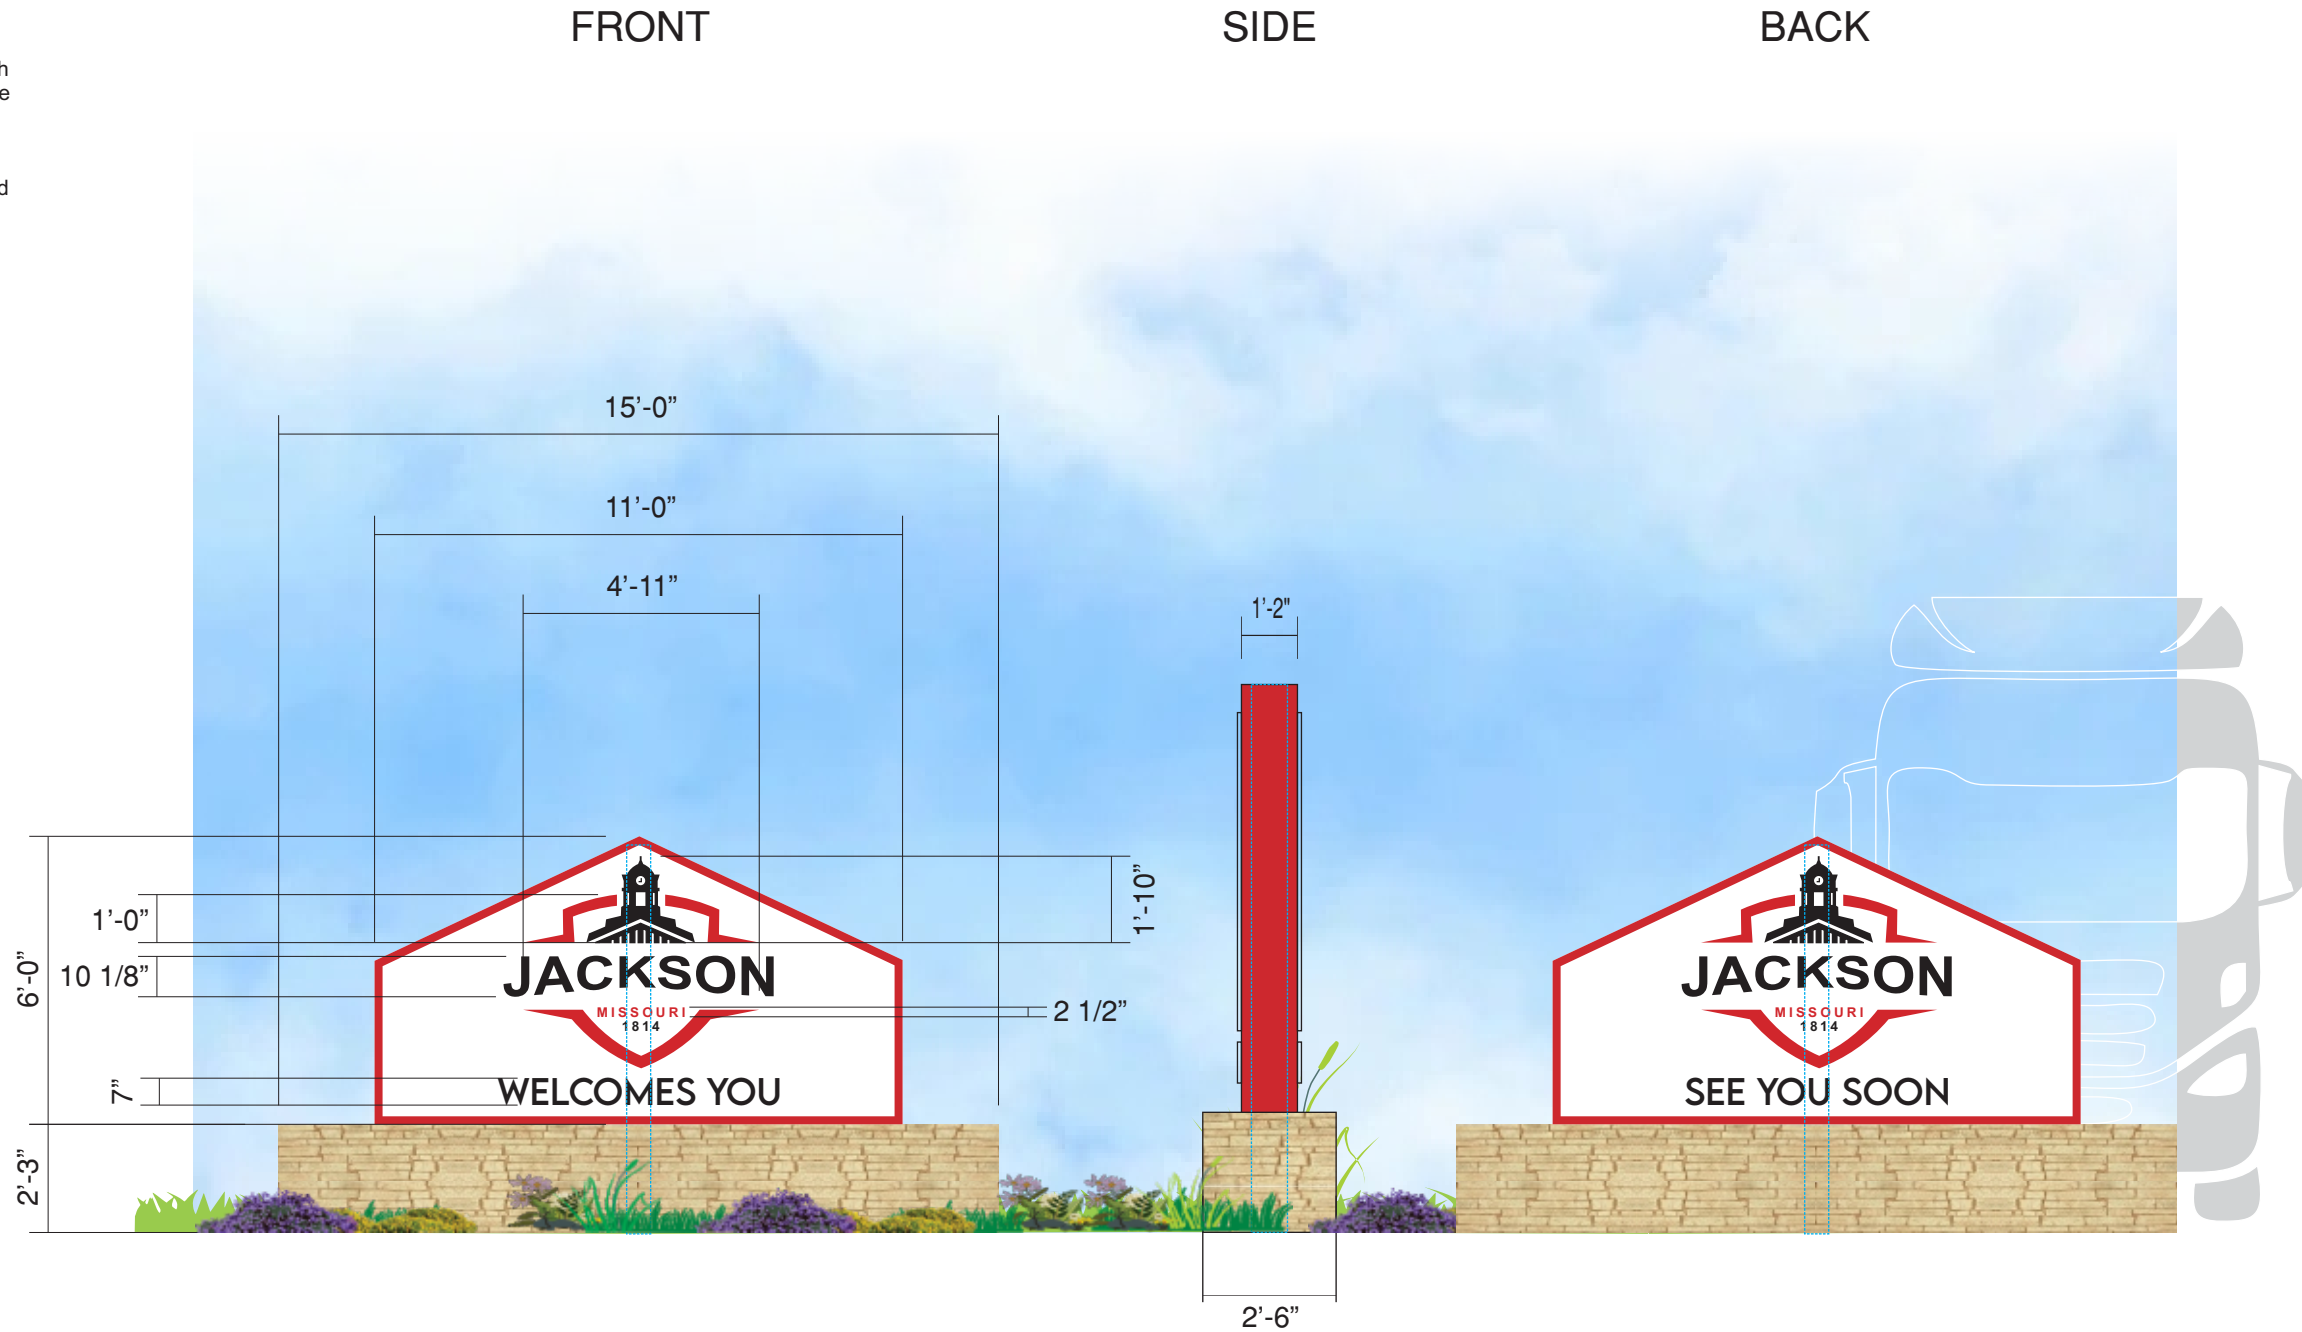 FRONT
SIDE
BACK
h
e
d
15’-0”
11’-0”
4’-11”
1’-2"
1’-0”
10 1/8”
6’-0”
7”
2’-3”
1’-10”
2 1/2”
JACKSON
MISSOURI
1814
WELCOMES YOU
JACKSON
MISSOURI
1814
SEE YOU SOON
2’-6”